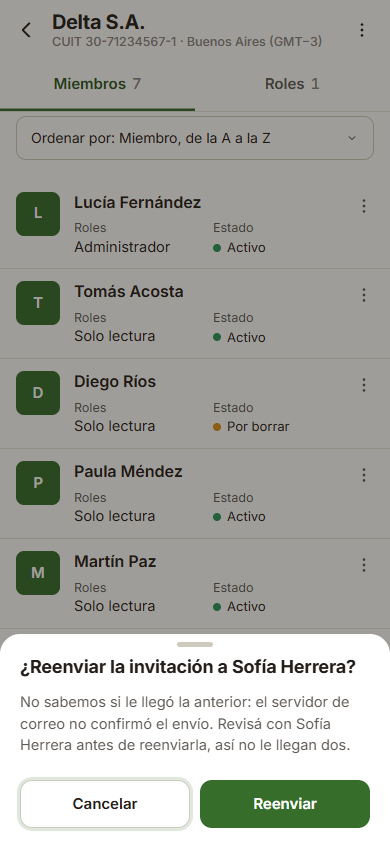 Delta S.A.
CUIT 30-71234567-1 · Buenos Aires (GMT−3)
Miembros 7
Roles 1
Ordenar por: Miembro, de la A a la Z
L
Lucía Fernández
Roles
Estado
Administrador
Activo
T
Tomás Acosta
Roles
Estado
Solo lectura
Activo
D
Diego Ríos
Roles
Estado
Solo lectura
Por borrar
P
Paula Méndez
Roles
Estado
Solo lectura
Activo
M
Martín Paz
Roles
Estado
Solo lectura
Activo
¿Reenviar la invitación a Sofía Herrera?
No sabemos si le llegó la anterior: el servidor de
correo no confirmó el envío. Revisá con Sofía
Herrera antes de reenviarla, así no le llegan dos.
Cancelar
Reenviar